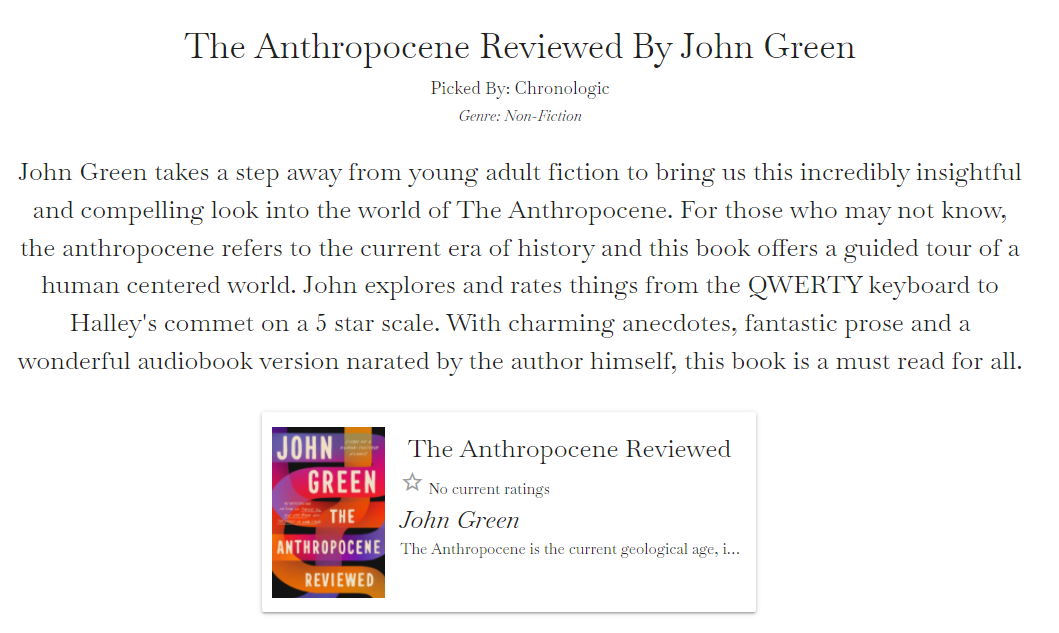 The Anthropocene Reviewed By John Green
Picked By: Chronologic
Genre: Non-Fiction
John Green takes a step away from young adult fiction to bring us this incredibly insightful
and compelling look into the world of The Anthropocene. For those who may not know,
the anthropocene refers to the current era of history and this book offers a guided tour of a
human centered world. John explores and rates things from the QWERTY keyboard to
Halley's commet on a 5 star scale. With charming anecdotes, fantastic prose and a
wonderful audiobook version narated by the author himself, this book is a must read for all.
JOHN
GREEN
THE
ANTHROPOCENE
REVIEWED
The Anthropocene Reviewed
No current ratings
John Green
The Anthropocene is the current geological age, i...